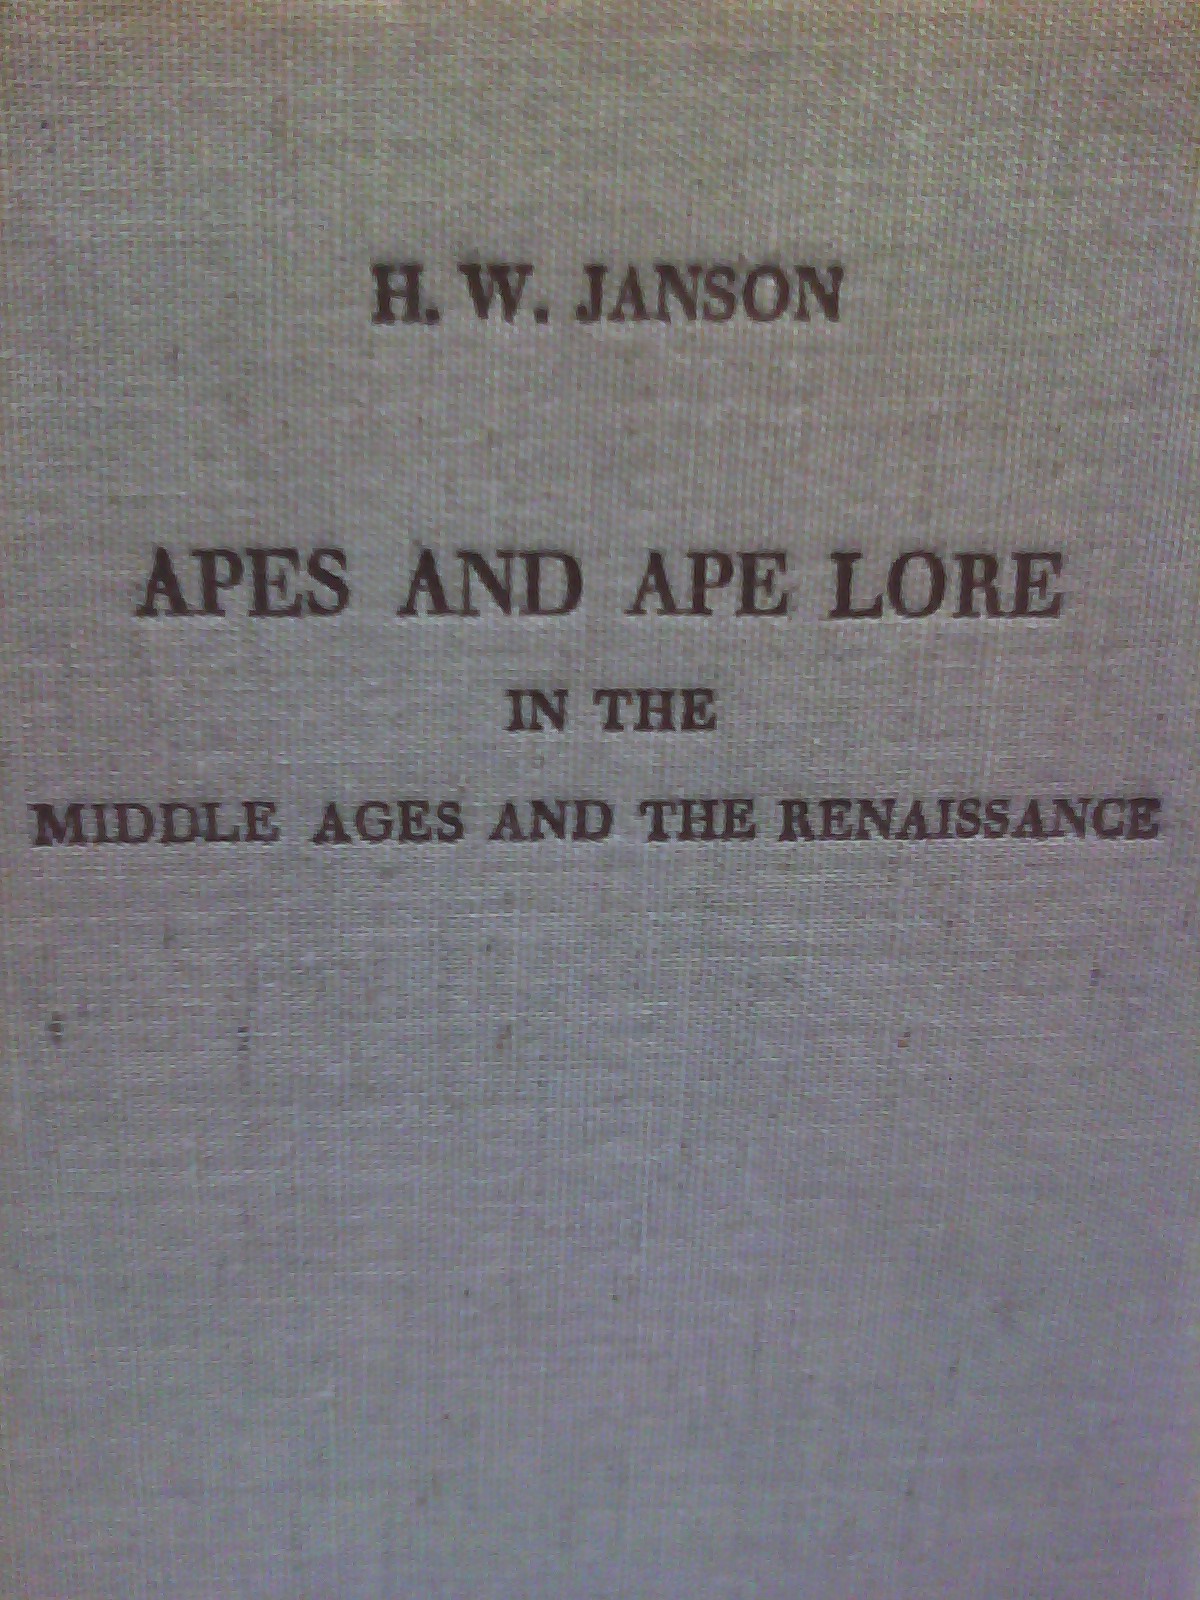 H. W. JANSON
APES AND APE LORE
IN THE
MIDDLE AGES AND THE RENAISSANCE